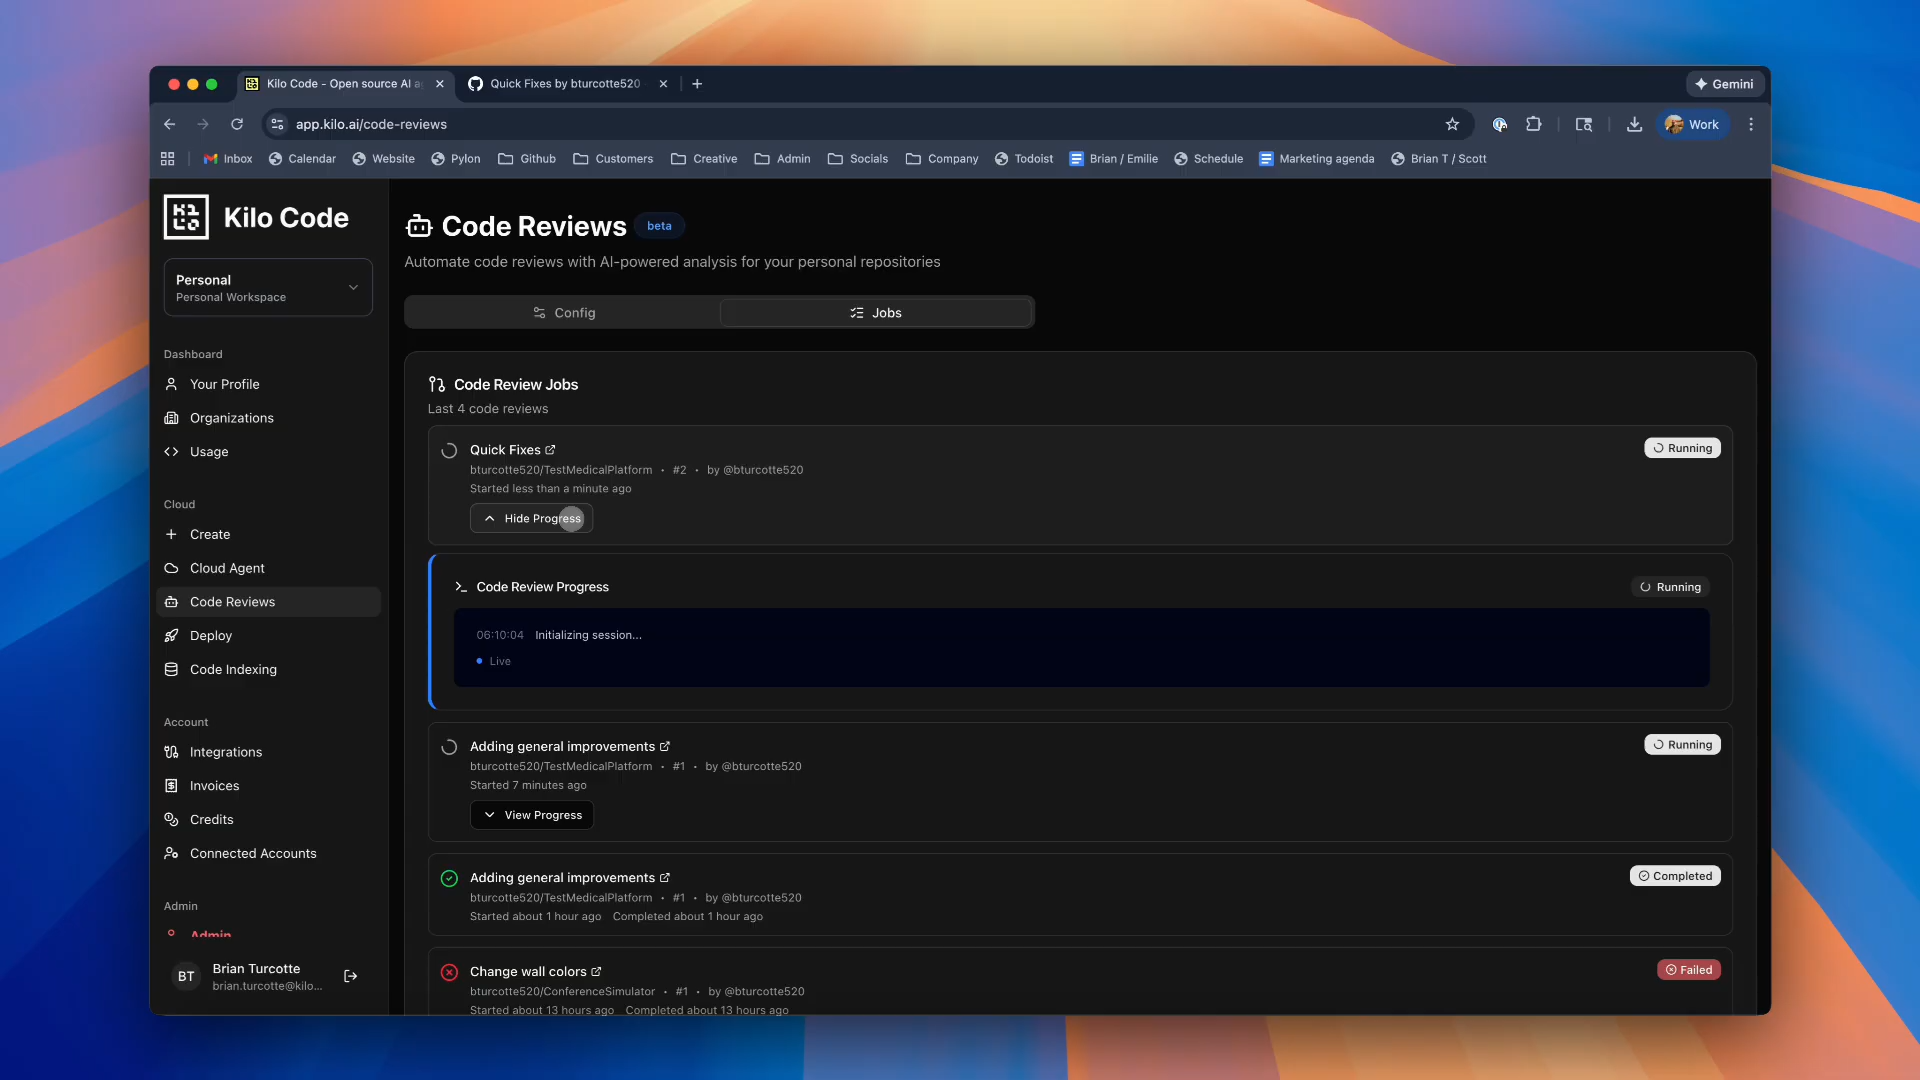 Kilo Code - Open source AI a
Quick Fixes by bturcotte520
Gemini
app.kilo.ai/code-reviews
Work
Inbox
Calendar
Website
Pylon
Github
Customers
Creative
Admin
Socials
Company
Todoist
Brian / Emilie
Schedule
Marketing agenda
Brian T / Scott
Kilo Code
Personal
Personal Workspace
Dashboard
Your Profile
Organizations
Usage
Cloud
Create
Cloud Agent
Code Reviews
Deploy
Code Indexing
Account
Integrations
Invoices
Credits
Connected Accounts
Admin
Admin
BT
Brian Turcotte
brian.turcotte@kilo...
Code Reviews
beta
Automate code reviews with AI-powered analysis for your personal repositories
Config
Jobs
Code Review Jobs
Last 4 code reviews
Quick Fixes
Running
bturcotte520/TestMedicalPlatform • #2 • by @bturcotte520
Started less than a minute ago
Hide Progress
Code Review Progress
Running
06:10:04 Initializing session...
Live
Adding general improvements
Running
bturcotte520/TestMedicalPlatform • #1 • by @bturcotte520
Started 7 minutes ago
View Progress
Adding general improvements
Completed
bturcotte520/TestMedicalPlatform • #1 • by @bturcotte520
Started about 1 hour ago Completed about 1 hour ago
Change wall colors
Failed
bturcotte520/ConferenceSimulator • #1 • by @bturcotte520
Started about 13 hours ago Completed about 13 hours ago